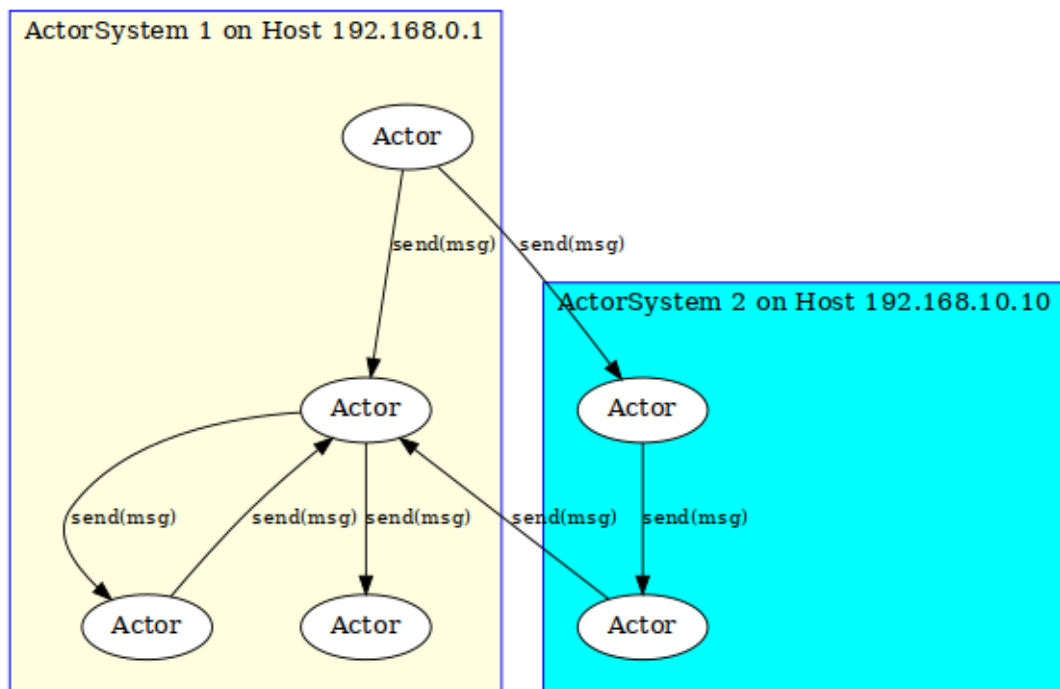 ActorSystem 1 on Host 192.168.0.1
Actor
send(msg)
send(msg)
ActorSystem 2 on Host 192.168.10.10
Actor
Actor
send(msg)
send(msg)
send(msg)
send(msg)
send(msg)
Actor
Actor
Actor